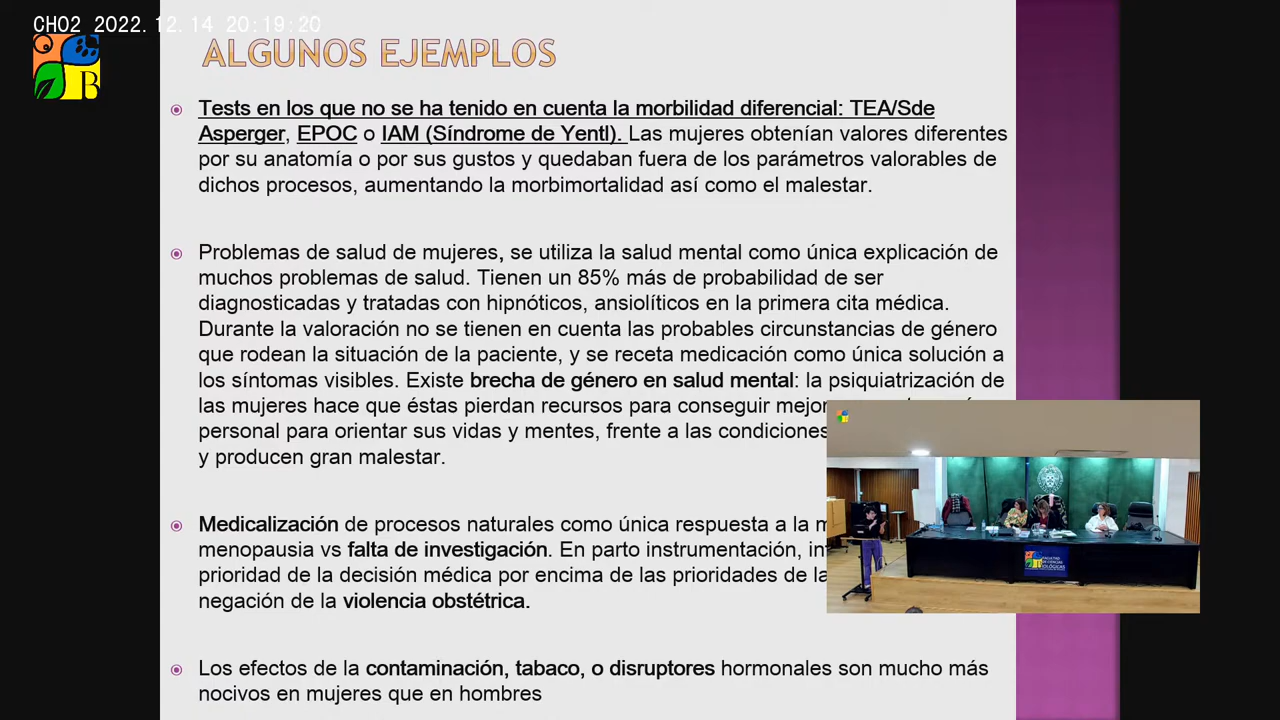 CH02 2022.12.14 20:19:20
B
ALGUNOS EJEMPLOS
Tests en los que no se ha tenido en cuenta la morbilidad diferencial: TEA/Sde
Asperger, EPOC o IAM (Síndrome de Yentl). Las mujeres obtenían valores diferentes
por su anatomía o por sus gustos y quedaban fuera de los parámetros valorables de
dichos procesos, aumentando la morbimortalidad así como el malestar.
Problemas de salud de mujeres, se utiliza la salud mental como única explicación de
muchos problemas de salud. Tienen un 85% más de probabilidad de ser
diagnosticadas y tratadas con hipnóticos, ansiolíticos en la primera cita médica.
Durante la valoración no se tienen en cuenta las probables circunstancias de género
que rodean la situación de la paciente, y se receta medicación como única solución a
los síntomas visibles. Existe brecha de género en salud mental: la psiquiatrización de
las mujeres hace que éstas pierdan recursos para conseguir
personal para orientar sus vidas y mentes, frente a las condiciones
y producen gran malestar.
Medicalización de procesos naturales como única respuesta a la
menopausia vs falta de investigación. En parto instrumentación,
prioridad de la decisión médica por encima de las prioridades de
negación de la violencia obstétrica.
Los efectos de la contaminación, tabaco, o disruptores hormonales son mucho más
nocivos en mujeres que en hombres
FACULTAD
DE CIENCIAS
BIOLÓGICAS